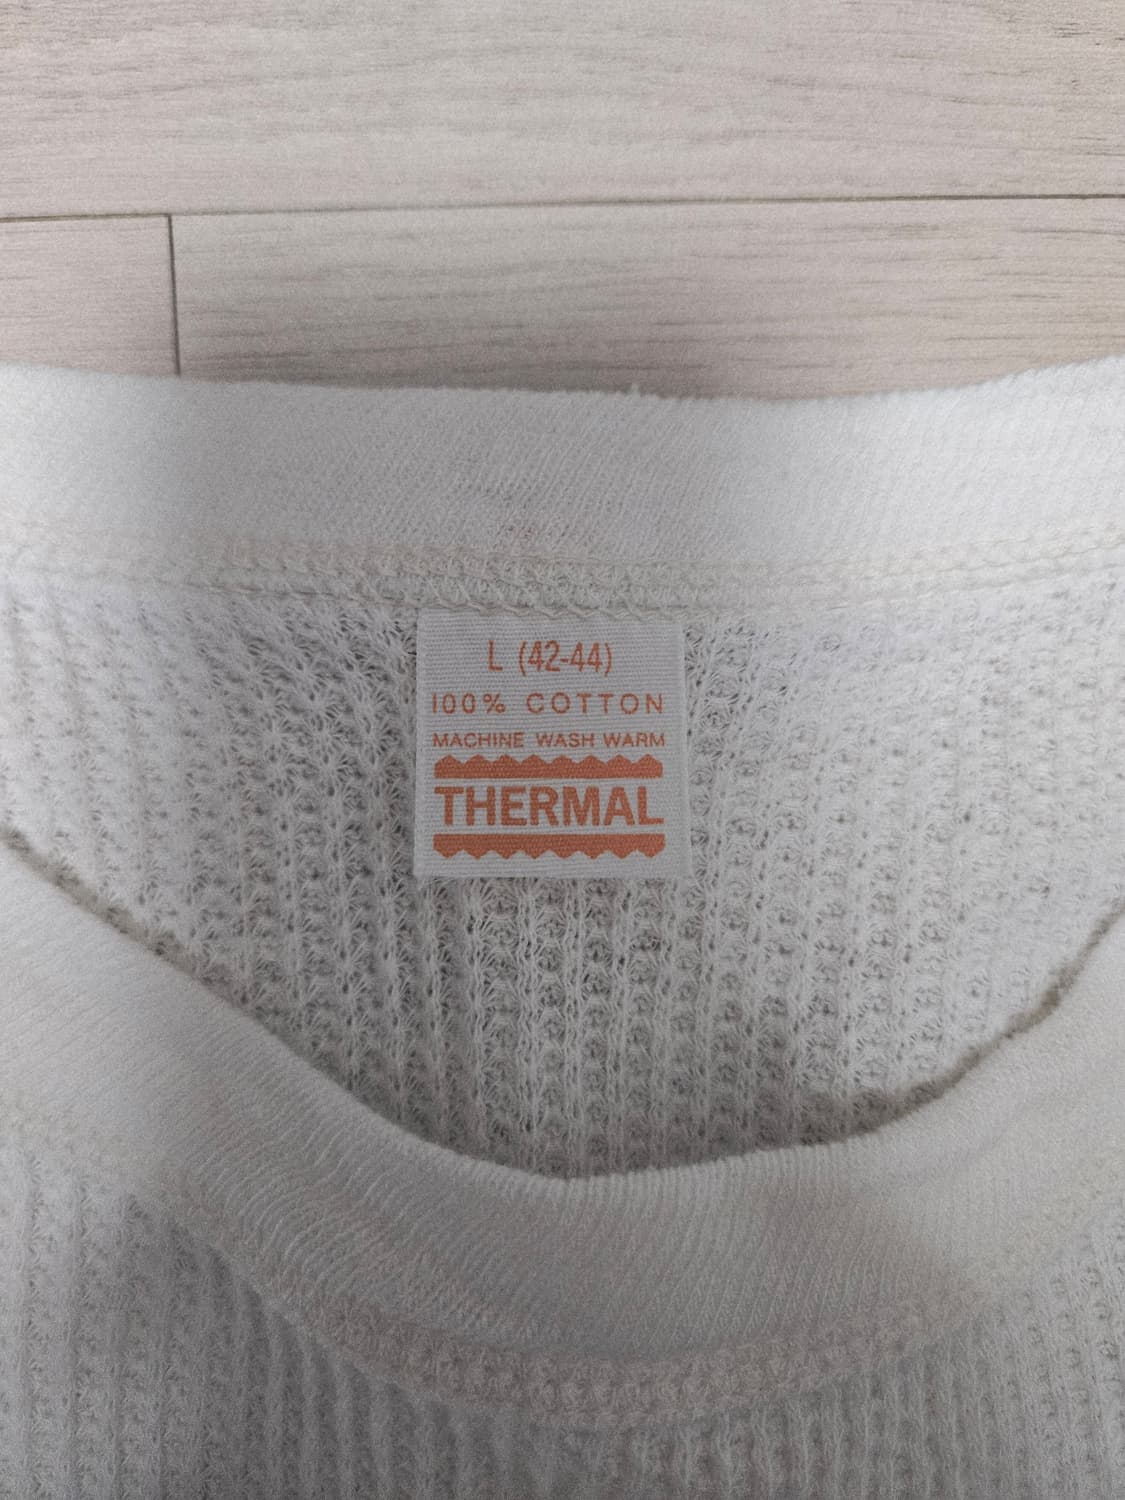 L (42-44)
100% COTTON
MACHINE WASH WARM
THERMAL